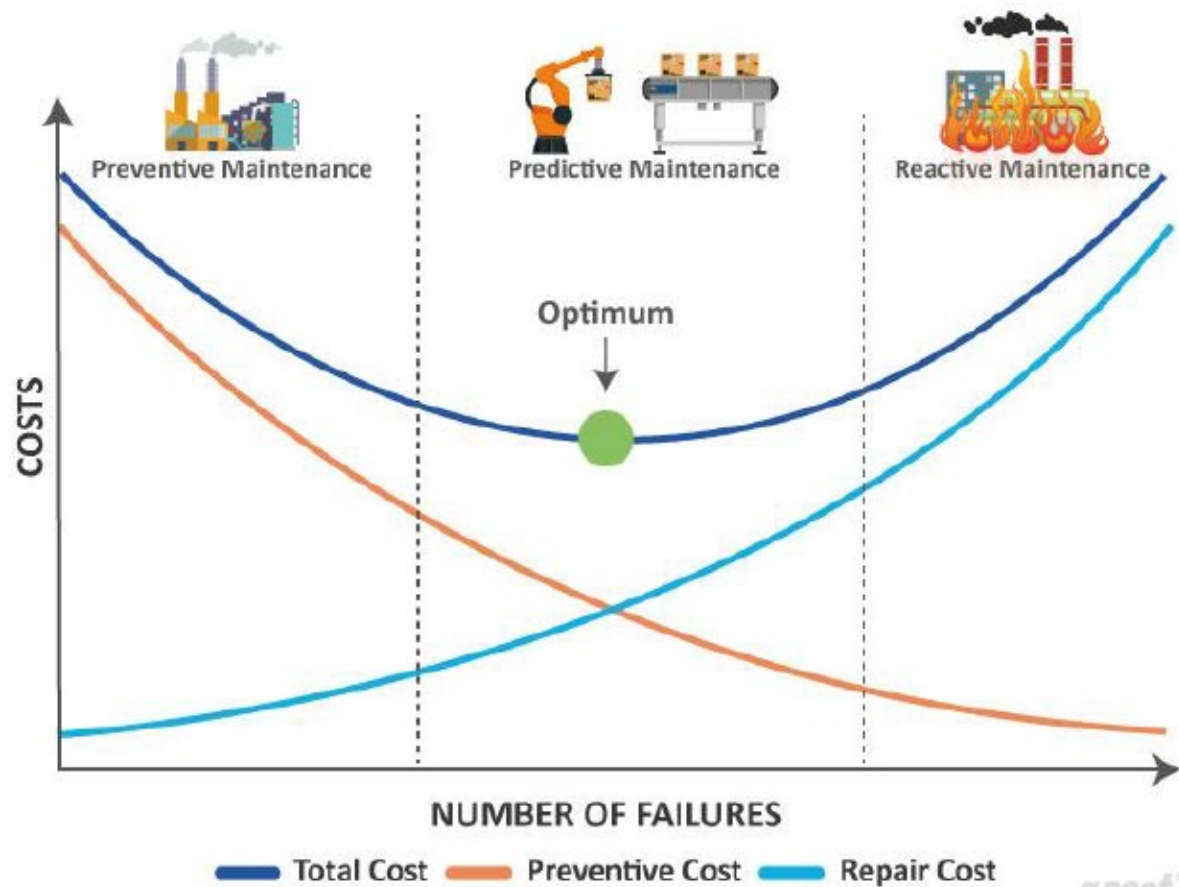 Preventive Maintenance
Predictive Maintenance
Reactive Maintenance
Optimum
COSTS
NUMBER OF FAILURES
Total Cost
Preventive Cost
Repair Cost